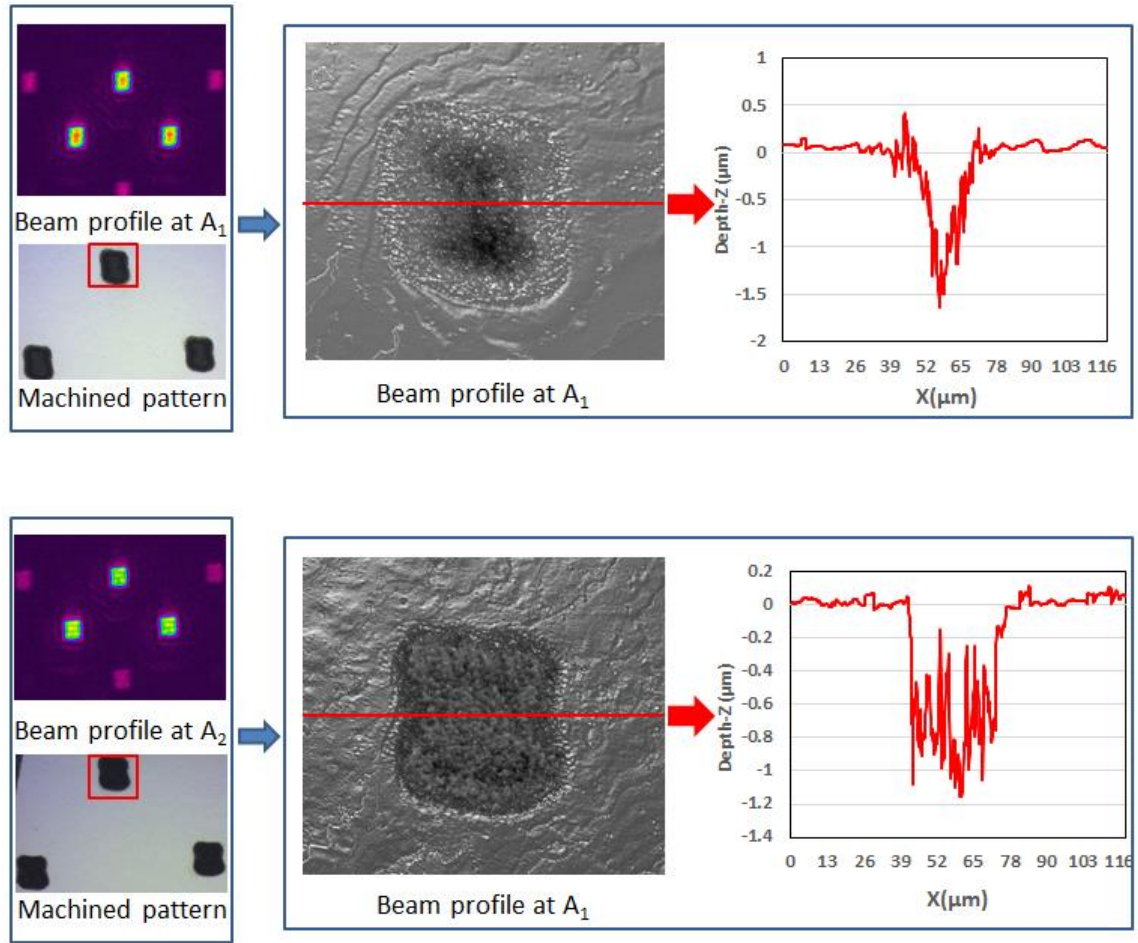 Beam profile at A₁
Machined pattern
Beam profile at A₁
1
0.5
0
-0.5
-1
-1.5
-2
Depth-Z (µm)
0 13 26 39 52 65 78 90 103 116
X(µm)
Beam profile at A₂
Machined pattern
Beam profile at A₁
0.2
0
-0.2
-0.4
-0.6
-0.8
-1
-1.2
-1.4
Depth-Z (µm)
0 13 26 39 52 65 78 90 103 116
X(µm)